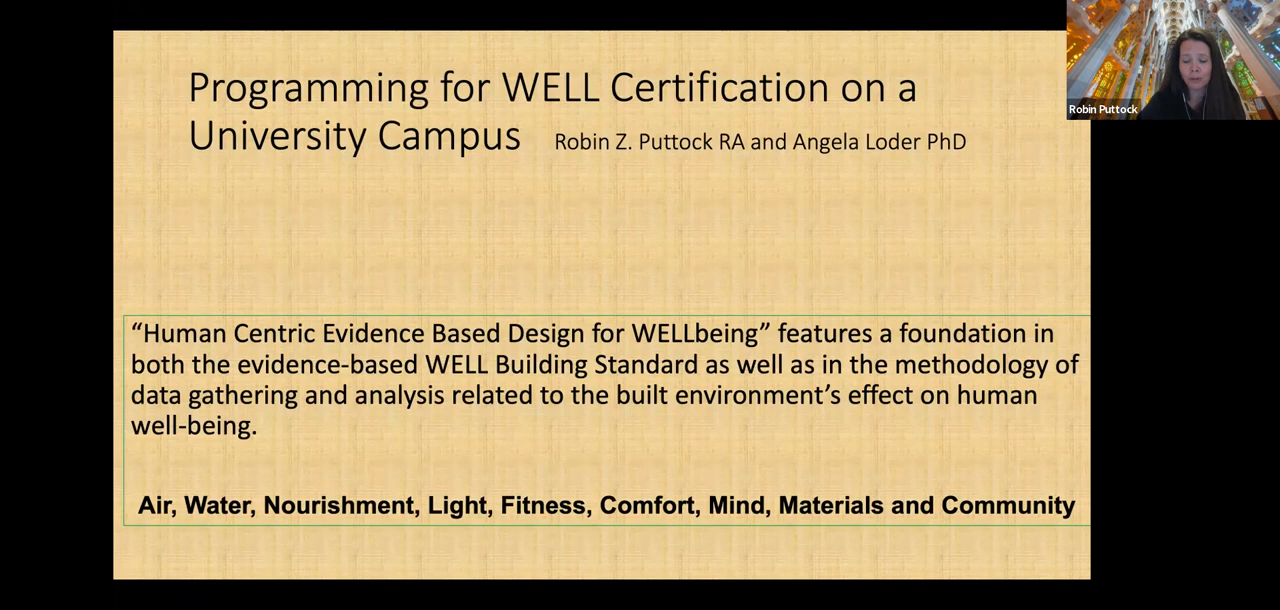 Programming for WELL Certification on a
University Campus Robin Z. Puttock RA and Angela Loder PhD
Robin Puttock
“Human Centric Evidence Based Design for WELLbeing” features a foundation in
both the evidence-based WELL Building Standard as well as in the methodology of
data gathering and analysis related to the built environment’s effect on human
well-being.
Air, Water, Nourishment, Light, Fitness, Comfort, Mind, Materials and Community